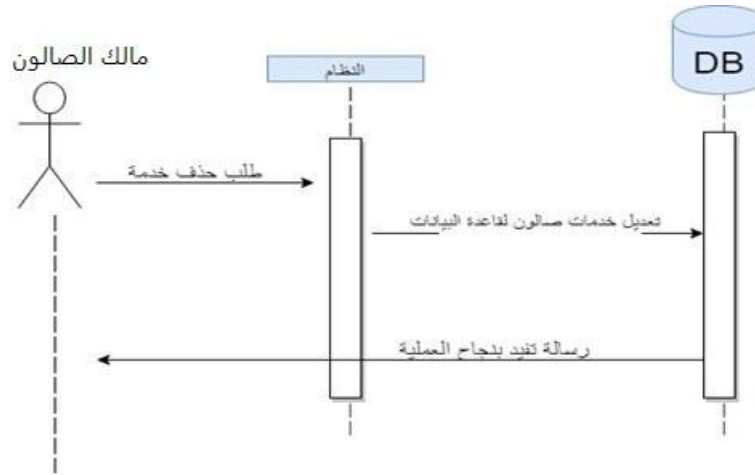 مالك الصالون
النظام
DB
طلب حذف خدمة
تعديل خدمات صالون لقاعدة البيانات
رسالة تفيد بنجاح العملية